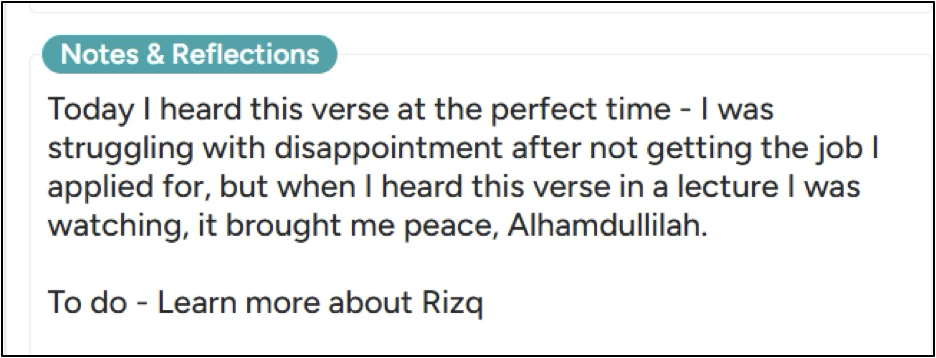 Notes & Reflections
Today I heard this verse at the perfect time - I was
struggling with disappointment after not getting the job I
applied for, but when I heard this verse in a lecture I was
watching, it brought me peace, Alhamdullilah.
To do - Learn more about Rizq